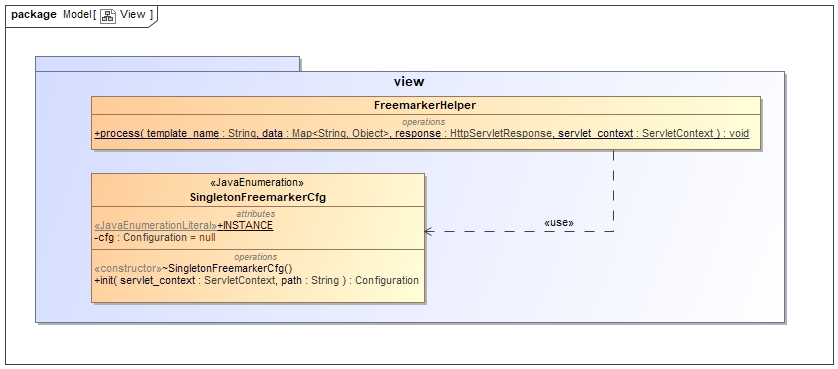 package Model[ View ]
view
FreemarkerHelper
operations
+process( template_name : String, data : Map<String, Object>, response : HttpServletResponse, servlet_context : ServletContext ) : void
«JavaEnumeration»
SingletonFreemarkerCfg
attributes
«JavaEnumerationLiteral»+INSTANCE
-cfg : Configuration = null
«use»
operations
«constructor»~SingletonFreemarkerCfg()
+init( servlet_context : ServletContext, path : String ) : Configuration